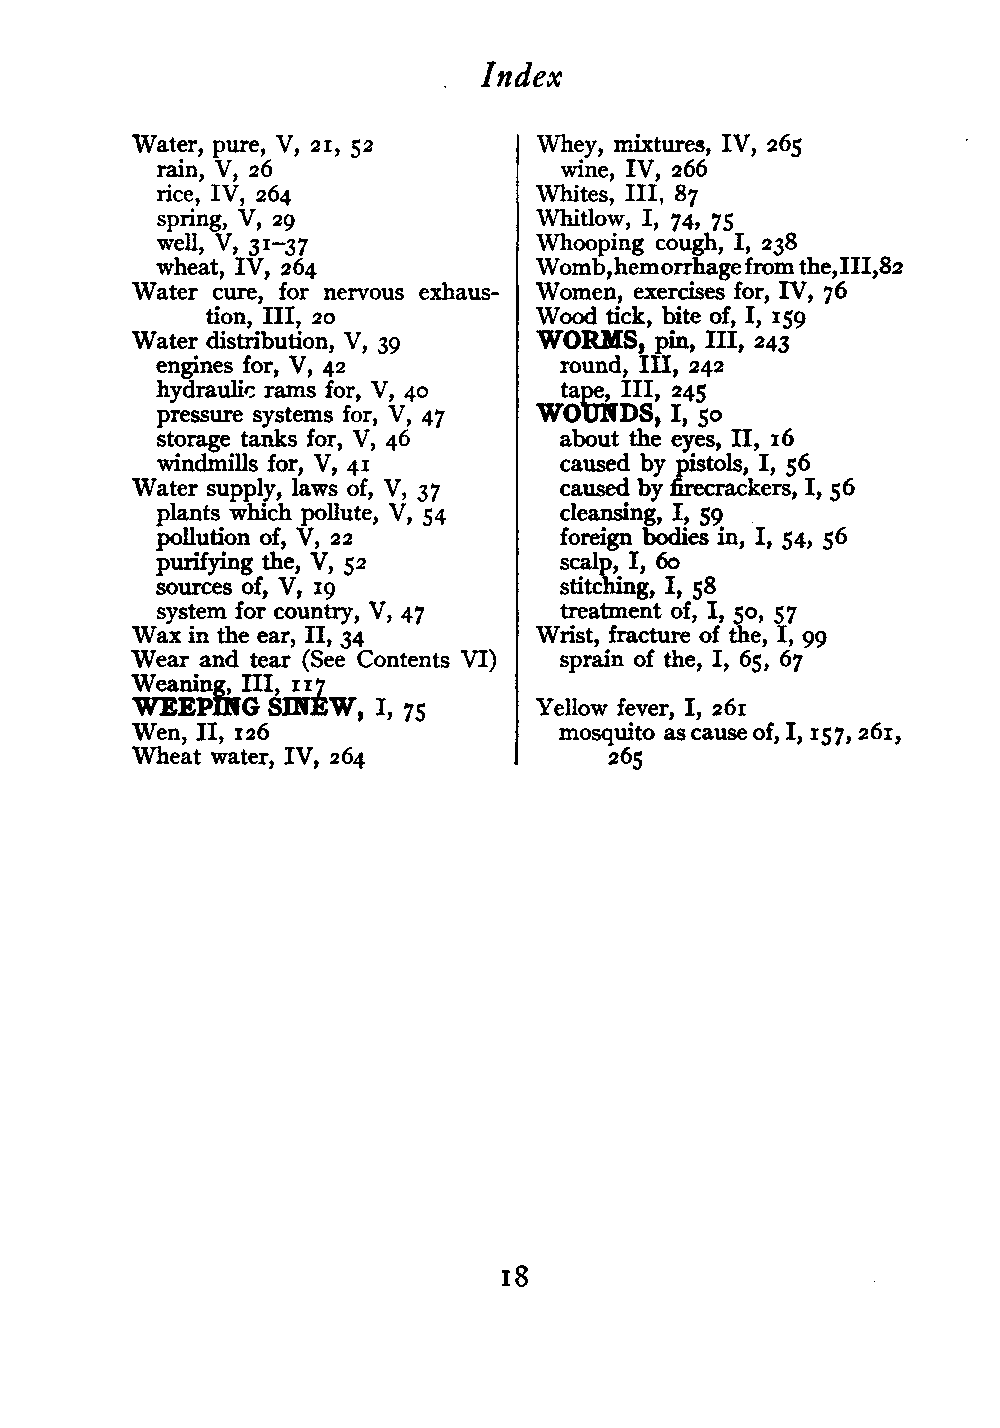 Index
Water, pure, V, 21, 52
rain, V, 26
rice, IV, 264
spring, V, 29
well, V, 31-37
wheat, IV, 264
Water cure, for nervous exhaus-
tion, III, 20
Water distribution, V, 39
engines for, V, 42
hydraulic rams for, V, 40
pressure systems for, V, 47
storage tanks for, V, 46
windmills for, V, 41
Water supply, laws of, V, 37
plants which pollute, V, 54
pollution of, V, 22
purifying the, V, 52
sources of, V, 19
system for country, V, 47
Wax in the ear, II, 34
Wear and tear (See Contents VI)
Weaning, III, 117
WEEPING SINEW, I, 75
Wen, II, 126
Wheat water, IV, 264
Whey, mixtures, IV, 265
wine, IV, 266
Whites, III, 87
Whitlow, I, 74, 75
Whooping cough, I, 238
Womb, hemorrhage from the, III, 82
Women, exercises for, IV, 76
Wood tick, bite of, I, 159
WORMS, pin, III, 243
round, III, 242
tape, III, 245
WOUNDS, I, 50
about the eyes, II, 16
caused by pistols, I, 56
caused by firecrackers, I, 56
cleansing, I, 59
foreign bodies in, I, 54, 56
scalp, I, 60
stitching, I, 58
treatment of, I, 50, 57
Wrist, fracture of the, I, 99
sprain of the, I, 65, 67
Yellow fever, I, 261
mosquito as cause of, I, 157, 261,
265
18